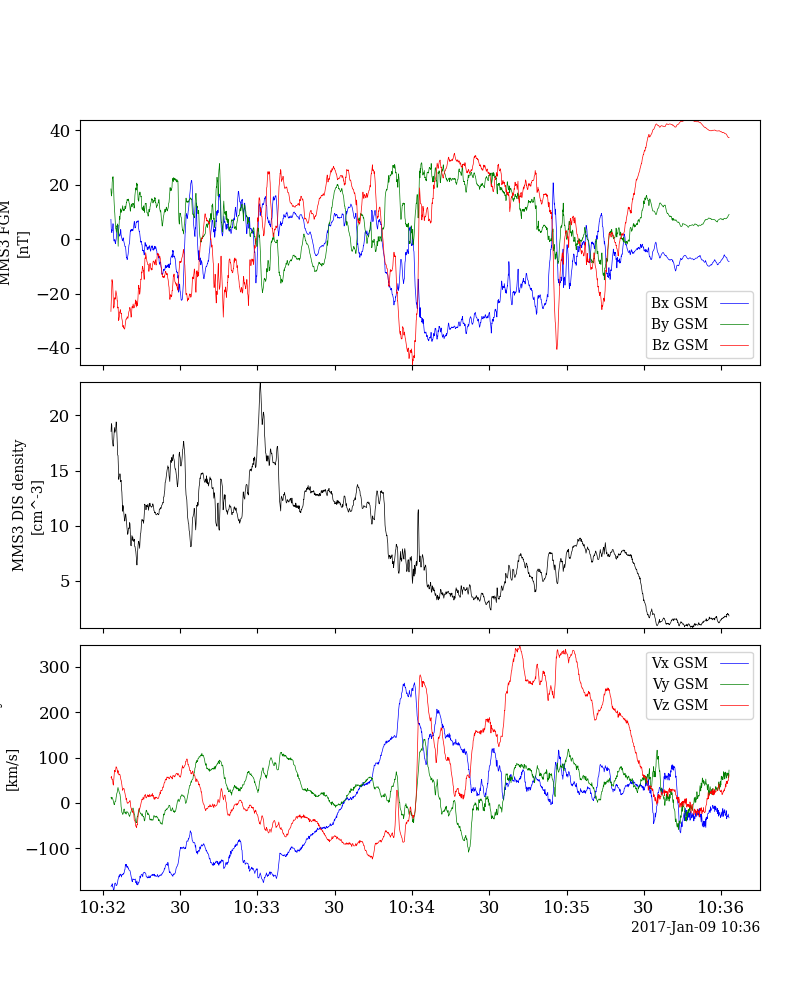 40
20
0
−20
−40
MMS3 FGM
[nT]
Bx GSM
By GSM
Bz GSM
20
15
10
5
MMS3 DIS density
[cm^-3]
300
200
100
0
−100
[km/s]
Vx GSM
Vy GSM
Vz GSM
10:32 30 10:33 30 10:34 30 10:35 30 10:36
2017-Jan-09 10:36